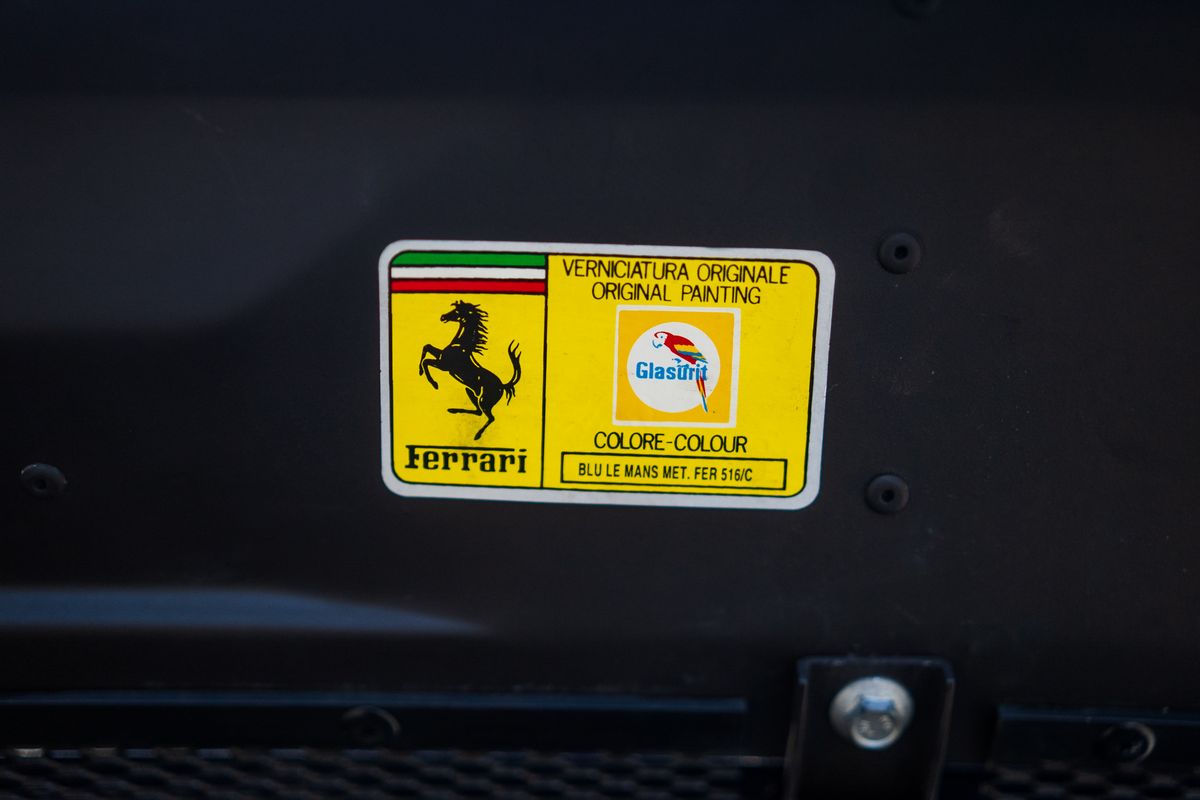 VERNICIATURA ORIGINALE
ORIGINAL PAINTING
Glasurit
COLORE-COLOUR
BLU LE MANS MET. FER 516/C
Ferrari